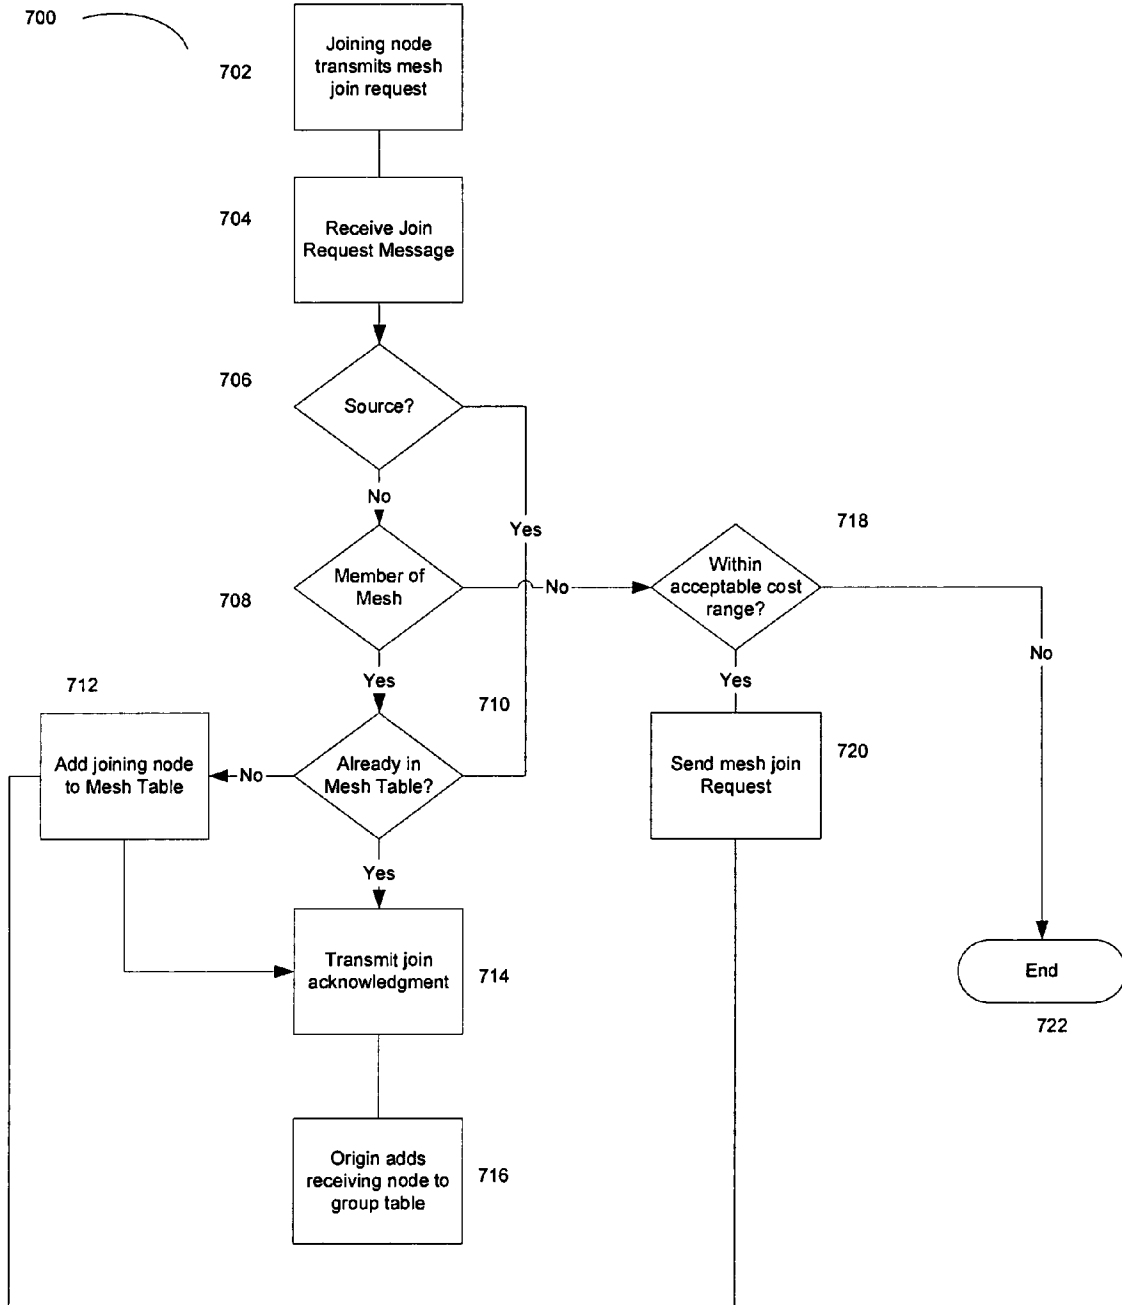 700
702
Joining node
transmits mesh
join request
704
Receive Join
Request Message
706
Source?
No
Yes
718
708
Member of
Mesh
No
Within
acceptable cost
range?
Yes
Yes
No
712
710
Add joining node
to Mesh Table
No
Already in
Mesh Table?
Send mesh join
Request
720
Yes
Transmit join
acknowledgment
714
End
722
Origin adds
receiving node to
group table
716